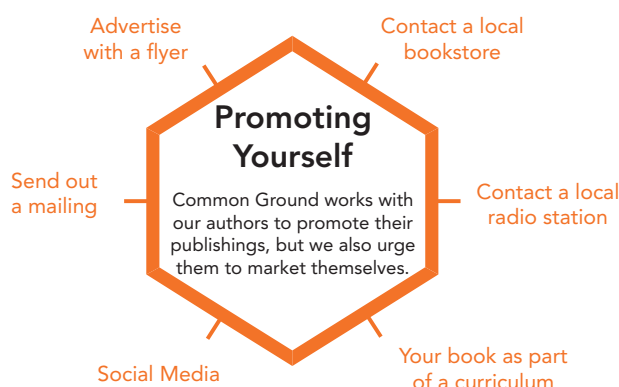 Advertise
with a flyer
Contact a local
bookstore
Promoting
Yourself
Common Ground works with
our authors to promote their
publishings, but we also urge
them to market themselves.
Send out
a mailing
Contact a local
radio station
Social Media
Your book as part
of a curriculum